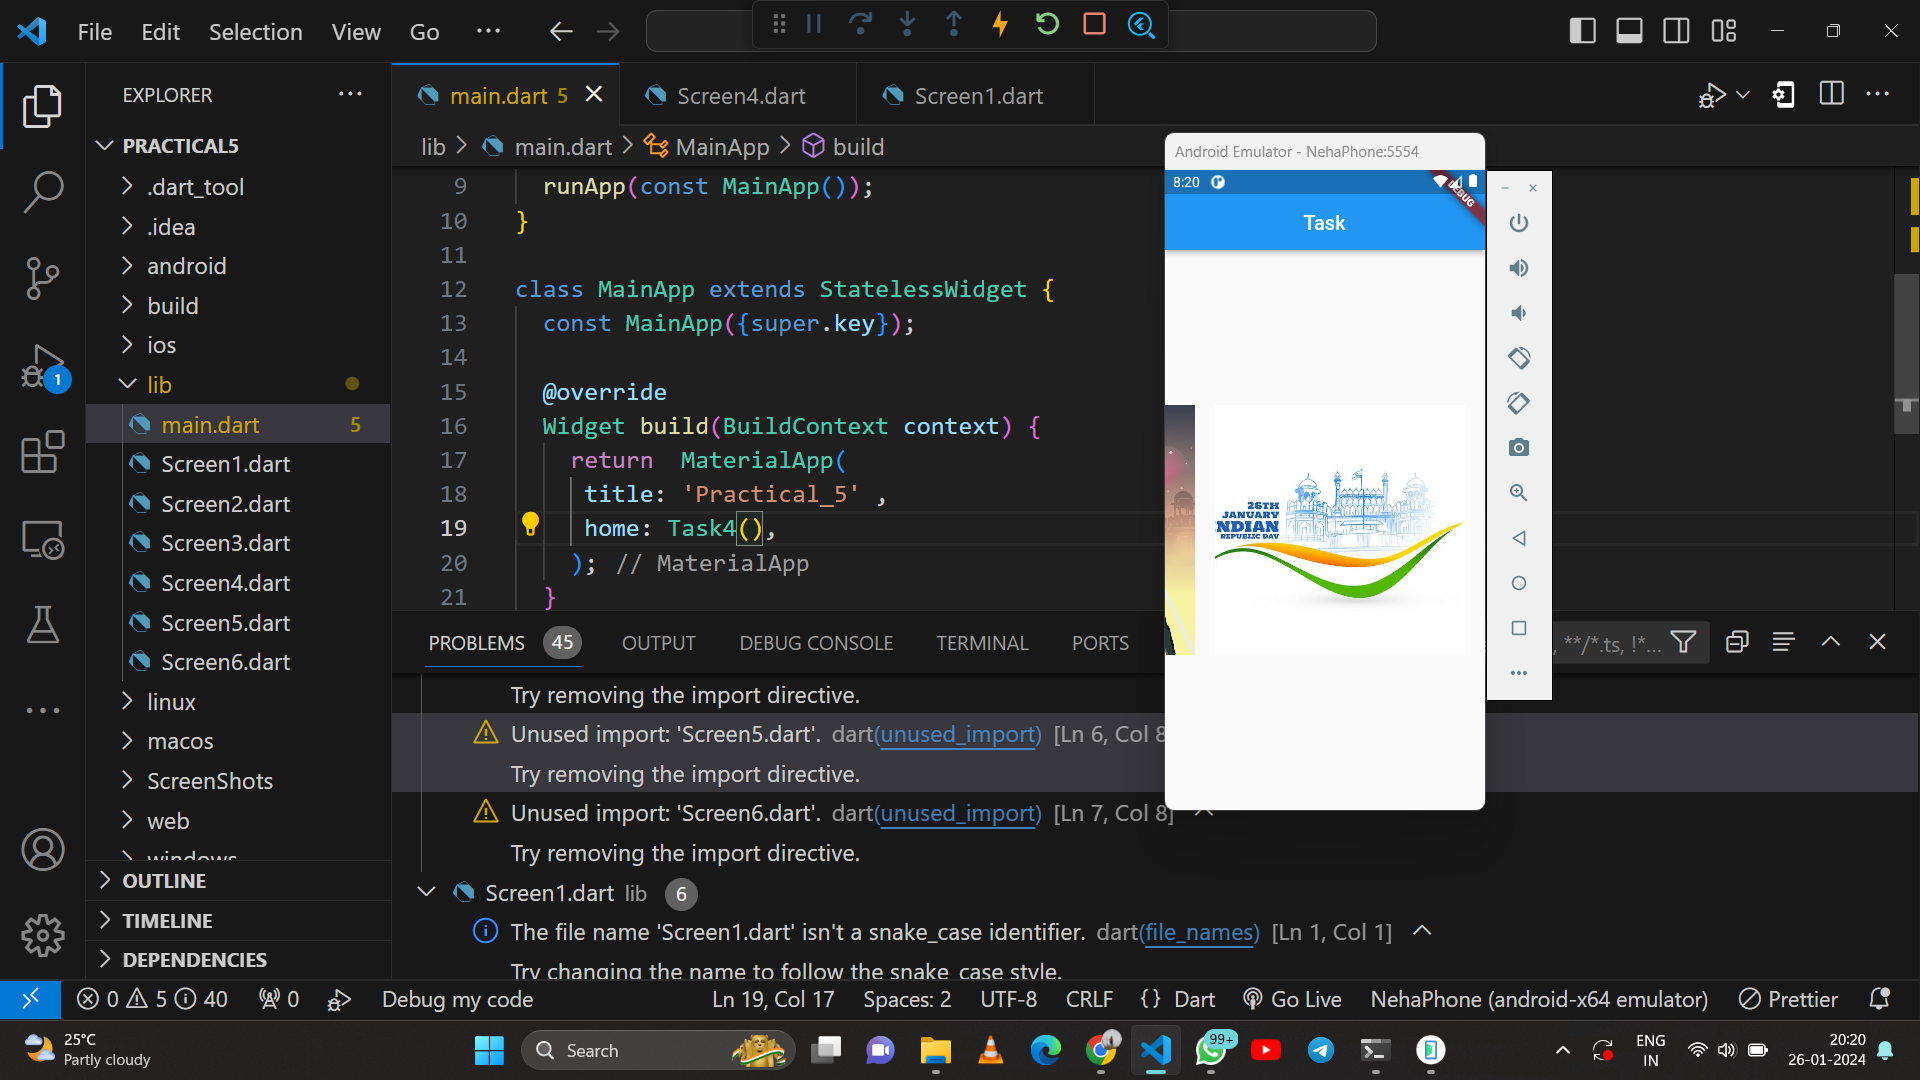 File Edit Selection View Go ...
EXPLORER
main.dart 5
Screen4.dart
Screen1.dart
PRACTICAL5
.dart_tool
.idea
android
build
ios
lib
main.dart 5
Screen1.dart
Screen2.dart
Screen3.dart
Screen4.dart
Screen5.dart
Screen6.dart
linux
macos
ScreenShots
web
windows
OUTLINE
TIMELINE
DEPENDENCIES
1
lib > main.dart > MainApp > build
9 runApp(const MainApp());
10 }
11
12 class MainApp extends StatelessWidget {
13 const MainApp({super.key});
14
15 @override
16 Widget build(BuildContext context) {
17 return MaterialApp(
18 title: 'Practical_5' ,
19 home: Task4(),
20 ); // MaterialApp
21 }
Android Emulator - NehaPhone:5554
8:20
DEBUG
Task
26TH
JANUARY
INDIAN
REPUBLIC DAY
PROBLEMS 45 OUTPUT DEBUG CONSOLE TERMINAL PORTS
, **/*.ts, !*...
Try removing the import directive.
Unused import: 'Screen5.dart'. dart(unused_import) [Ln 6, Col 8
Try removing the import directive.
Unused import: 'Screen6.dart'. dart(unused_import) [Ln 7, Col 8]
Try removing the import directive.
Screen1.dart lib 6
The file name 'Screen1.dart' isn't a snake_case identifier. dart(file_names) [Ln 1, Col 1]
Try changing the name to follow the snake_case style.
0 5 40 0 Debug my code Ln 19, Col 17 Spaces: 2 UTF-8 CRLF {} Dart Go Live NehaPhone (android-x64 emulator) Prettier
25°C
Partly cloudy
Search
99+
ENG
IN
20:20
26-01-2024